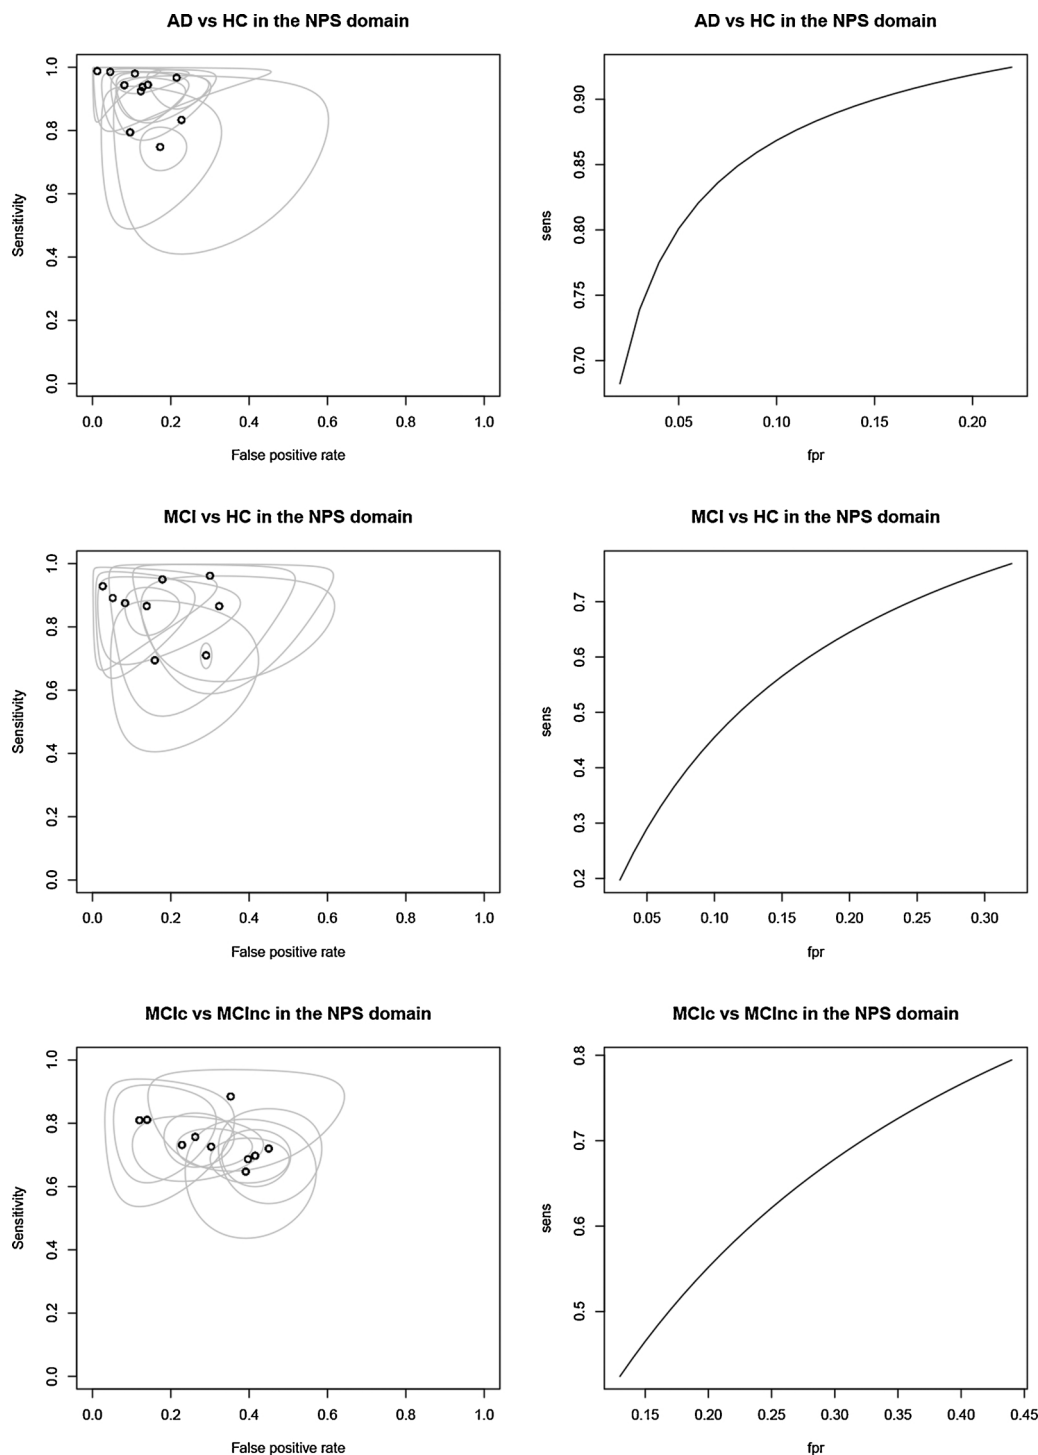 AD vs HC in the NPS domain
Sensitivity
0.0 0.2 0.4 0.6 0.8 1.0
0.0 0.2 0.4 0.6 0.8 1.0
False positive rate
AD vs HC in the NPS domain
sens
0.70 0.75 0.80 0.85 0.90
0.05 0.10 0.15 0.20
fpr
MCI vs HC in the NPS domain
Sensitivity
0.0 0.2 0.4 0.6 0.8 1.0
0.0 0.2 0.4 0.6 0.8 1.0
False positive rate
MCI vs HC in the NPS domain
sens
0.2 0.3 0.4 0.5 0.6 0.7
0.05 0.10 0.15 0.20 0.25 0.30
fpr
MCIc vs MCInc in the NPS domain
Sensitivity
0.0 0.2 0.4 0.6 0.8 1.0
0.0 0.2 0.4 0.6 0.8 1.0
False positive rate
MCIc vs MCInc in the NPS domain
sens
0.5 0.6 0.7 0.8
0.15 0.20 0.25 0.30 0.35 0.40 0.45
fpr